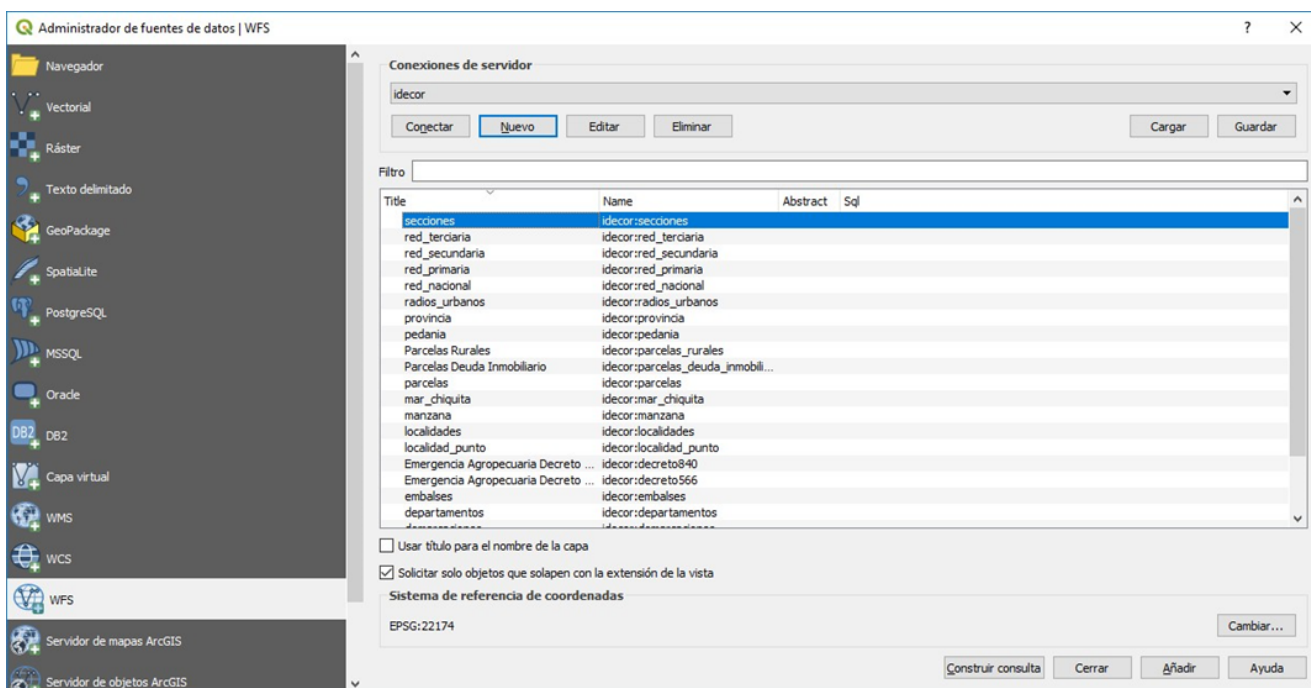 Administrador de fuentes de datos | WFS
?
Navegador
Vectorial
Ráster
Texto delimitado
GeoPackage
SpatiaLite
PostgreSQL
MSSQL
Oracle
DB2 DB2
Capa virtual
WMS
WCS
WFS
Servidor de mapas ArcGIS
Servidor de objetos ArcGIS
Conexiones de servidor
idecor
Conectar Nuevo Editar Eliminar Cargar Guardar
Filtro
Title Name Abstract Sql
secciones idecor:secciones
red_terciaria idecor:red_terciaria
red_secundaria idecor:red_secundaria
red_primaria idecor:red_primaria
red_nacional idecor:red_nacional
radios_urbanos idecor:radios_urbanos
provincia idecor:provincia
pedania idecor:pedania
Parcelas Rurales idecor:parcelas_rurales
Parcelas Deuda Inmobiliario idecor:parcelas_deuda_inmobili...
parcelas idecor:parcelas
mar_chiquita idecor:mar_chiquita
manzana idecor:manzana
localidades idecor:localidades
localidad_punto idecor:localidad_punto
Emergencia Agropecuaria Decreto ... idecor:decreto840
Emergencia Agropecuaria Decreto ... idecor:decreto566
embalses idecor:embalses
departamentos idecor:departamentos
Usar título para el nombre de la capa
Solicitar solo objetos que solapen con la extensión de la vista
Sistema de referencia de coordenadas
EPSG:22174 Cambiar...
Construir consulta Cerrar Añadir Ayuda